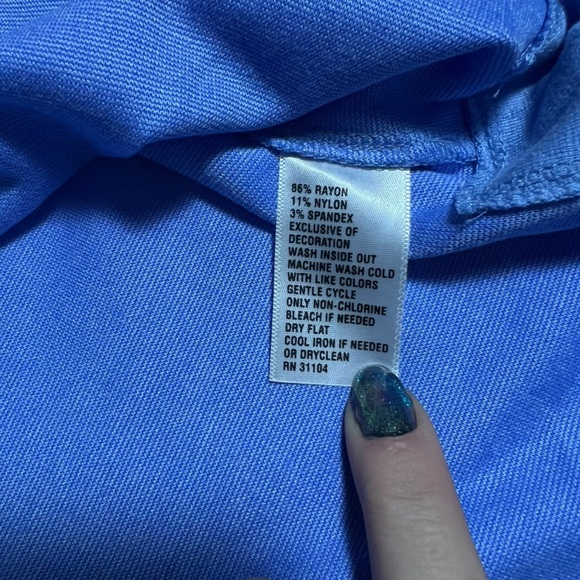 86% RAYON
11% NYLON
3% SPANDEX
EXCLUSIVE OF
DECORATION
WASH INSIDE OUT
MACHINE WASH COLD
WITH LIKE COLORS
GENTLE CYCLE
ONLY NON-CHLORINE
BLEACH IF NEEDED
DRY FLAT
COOL IRON IF NEEDED
OR DRYCLEAN
RN 31104